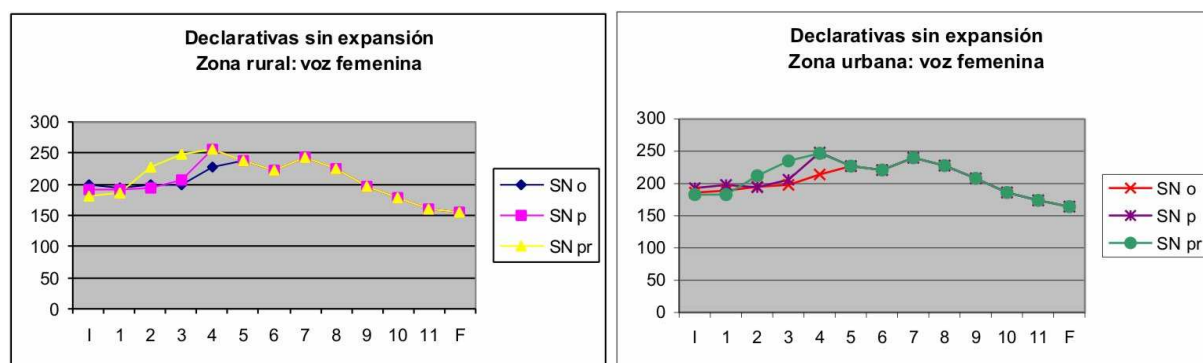 Declarativas sin expansión
Zona rural: voz femenina
300
250
200
150
100
50
0
I 1 2 3 4 5 6 7 8 9 10 11 F
SN o
SN p
SN pr
Declarativas sin expansión
Zona urbana: voz femenina
300
250
200
150
100
50
0
I 1 2 3 4 5 6 7 8 9 10 11 F
SN o
SN p
SN pr